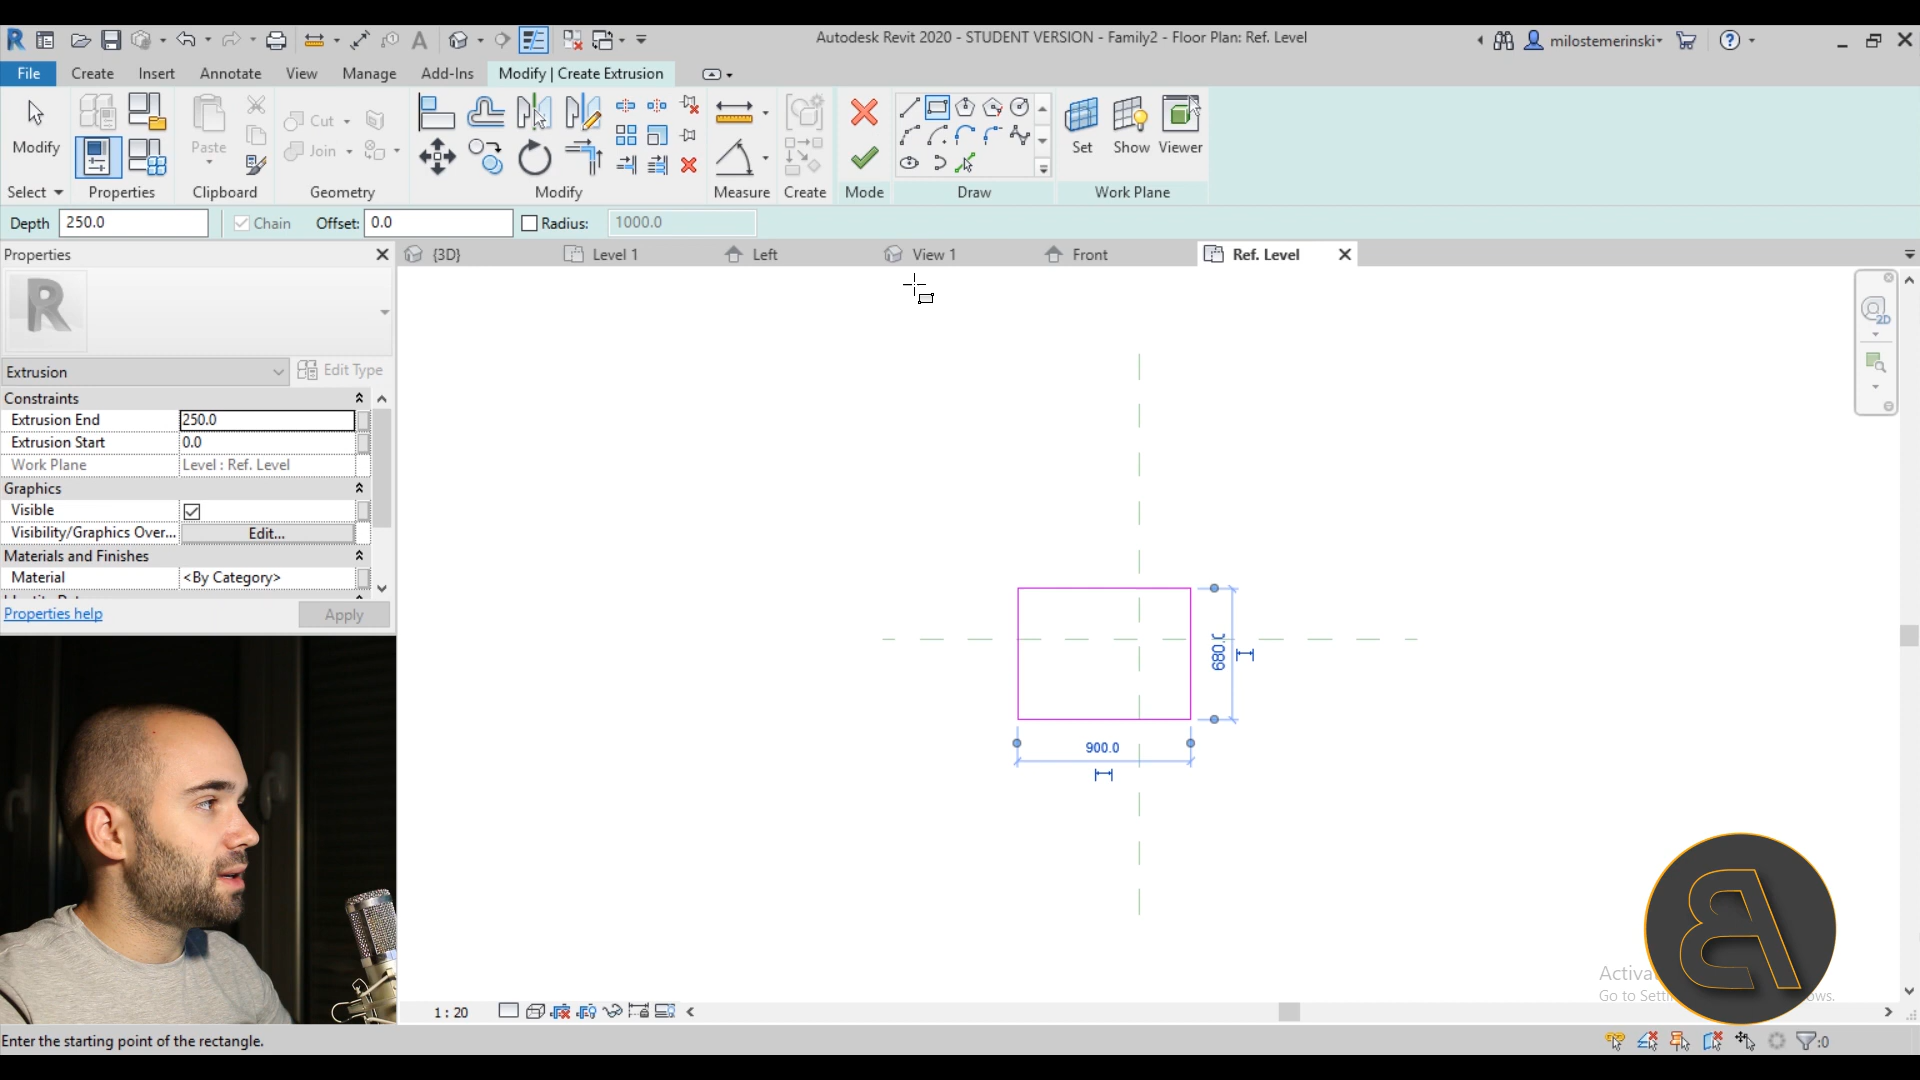 Autodesk Revit 2020 - STUDENT VERSION - Family2 - Floor Plan: Ref. Level
milostemerinski
File Create Insert Annotate View Manage Add-Ins Modify | Create Extrusion
Modify Paste Cut Join Set Show Viewer
Select Properties Clipboard Geometry Modify Measure Create Mode Draw Work Plane
Depth 250.0 Chain Offset: 0.0 Radius: 1000.0
Properties
{3D} Level 1 Left View 1 Front Ref. Level
R
Extrusion Edit Type
Constraints
Extrusion End 250.0
Extrusion Start 0.0
Work Plane Level : Ref. Level
Graphics
Visible
Visibility/Graphics Over... Edit...
Materials and Finishes
Material <By Category>
Properties help Apply
2D
680.0
900.0
Go to Setti
1 : 20
Enter the starting point of the rectangle.
:0